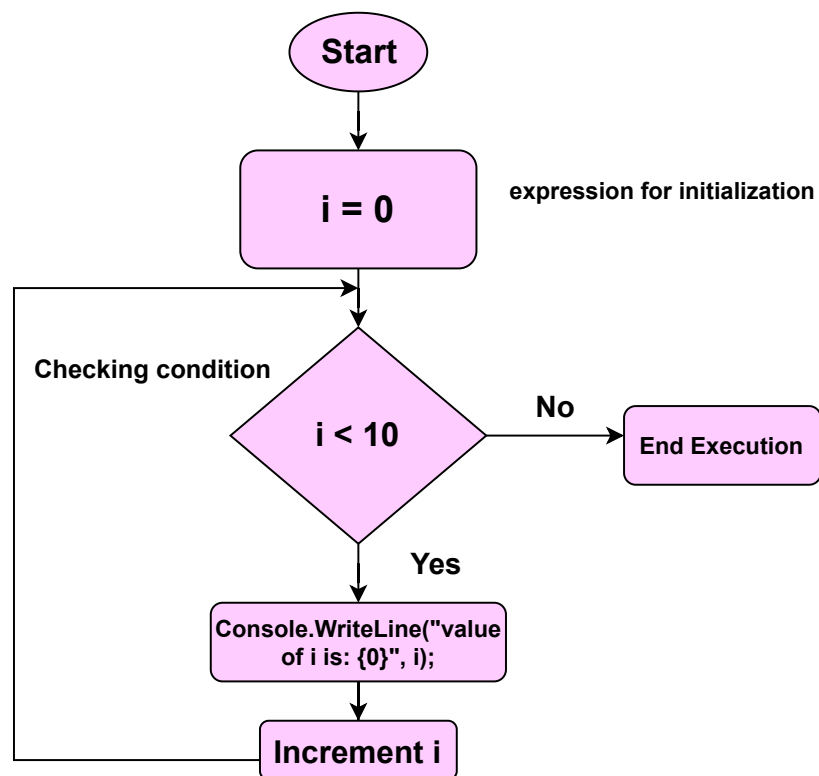 Start
i = 0
expression for initialization
Checking condition
i < 10
No
End Execution
Yes
Console.WriteLine("value
of i is: {0}", i);
Increment i